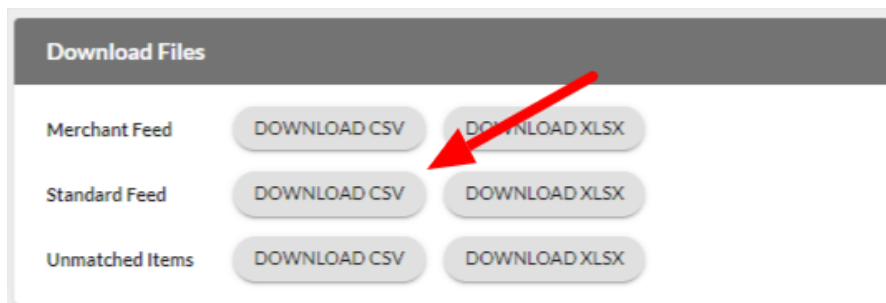 Download Files
Merchant Feed DOWNLOAD CSV DOWNLOAD XLSX
Standard Feed DOWNLOAD CSV DOWNLOAD XLSX
Unmatched Items DOWNLOAD CSV DOWNLOAD XLSX